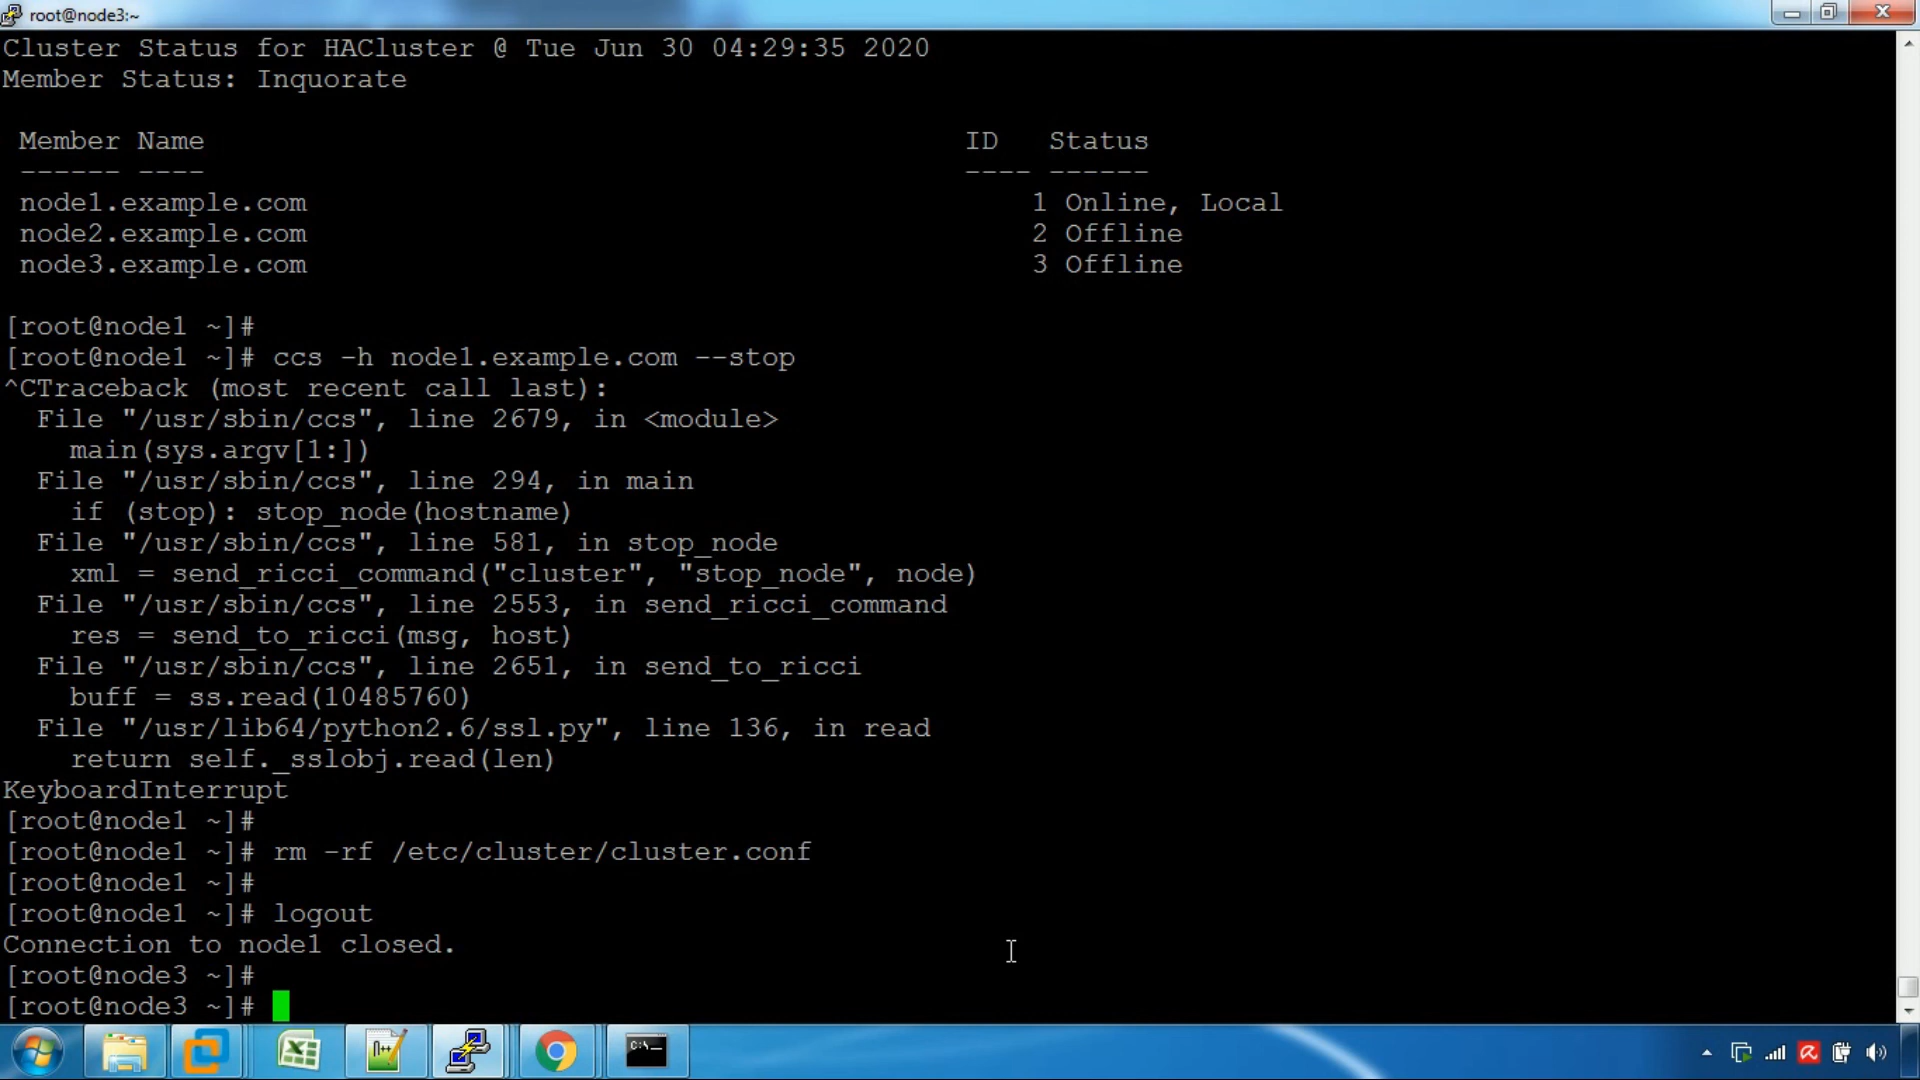 root@node3:~
Cluster Status for HACluster @ Tue Jun 30 04:29:35 2020
Member Status: Inquorate
Member Name                                              ID   Status
------ ----                                              ---- ------
node1.example.com                                            1 Online, Local
node2.example.com                                            2 Offline
node3.example.com                                            3 Offline
[root@node1 ~]#
[root@node1 ~]# ccs -h node1.example.com --stop
^CTraceback (most recent call last):
  File "/usr/sbin/ccs", line 2679, in <module>
    main(sys.argv[1:])
  File "/usr/sbin/ccs", line 294, in main
    if (stop): stop_node(hostname)
  File "/usr/sbin/ccs", line 581, in stop_node
    xml = send_ricci_command("cluster", "stop_node", node)
  File "/usr/sbin/ccs", line 2553, in send_ricci_command
    res = send_to_ricci(msg, host)
  File "/usr/sbin/ccs", line 2651, in send_to_ricci
    buff = ss.read(10485760)
  File "/usr/lib64/python2.6/ssl.py", line 136, in read
    return self._sslobj.read(len)
KeyboardInterrupt
[root@node1 ~]#
[root@node1 ~]# rm -rf /etc/cluster/cluster.conf
[root@node1 ~]#
[root@node1 ~]# logout
Connection to node1 closed.
[root@node3 ~]#
[root@node3 ~]#
C:\_